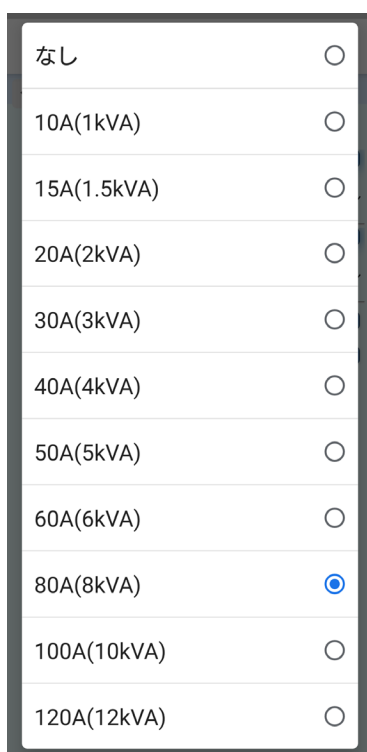 なし
10A(1kVA)
15A(1.5kVA)
20A(2kVA)
30A(3kVA)
40A(4kVA)
50A(5kVA)
60A(6kVA)
80A(8kVA)
100A(10kVA)
120A(12kVA)